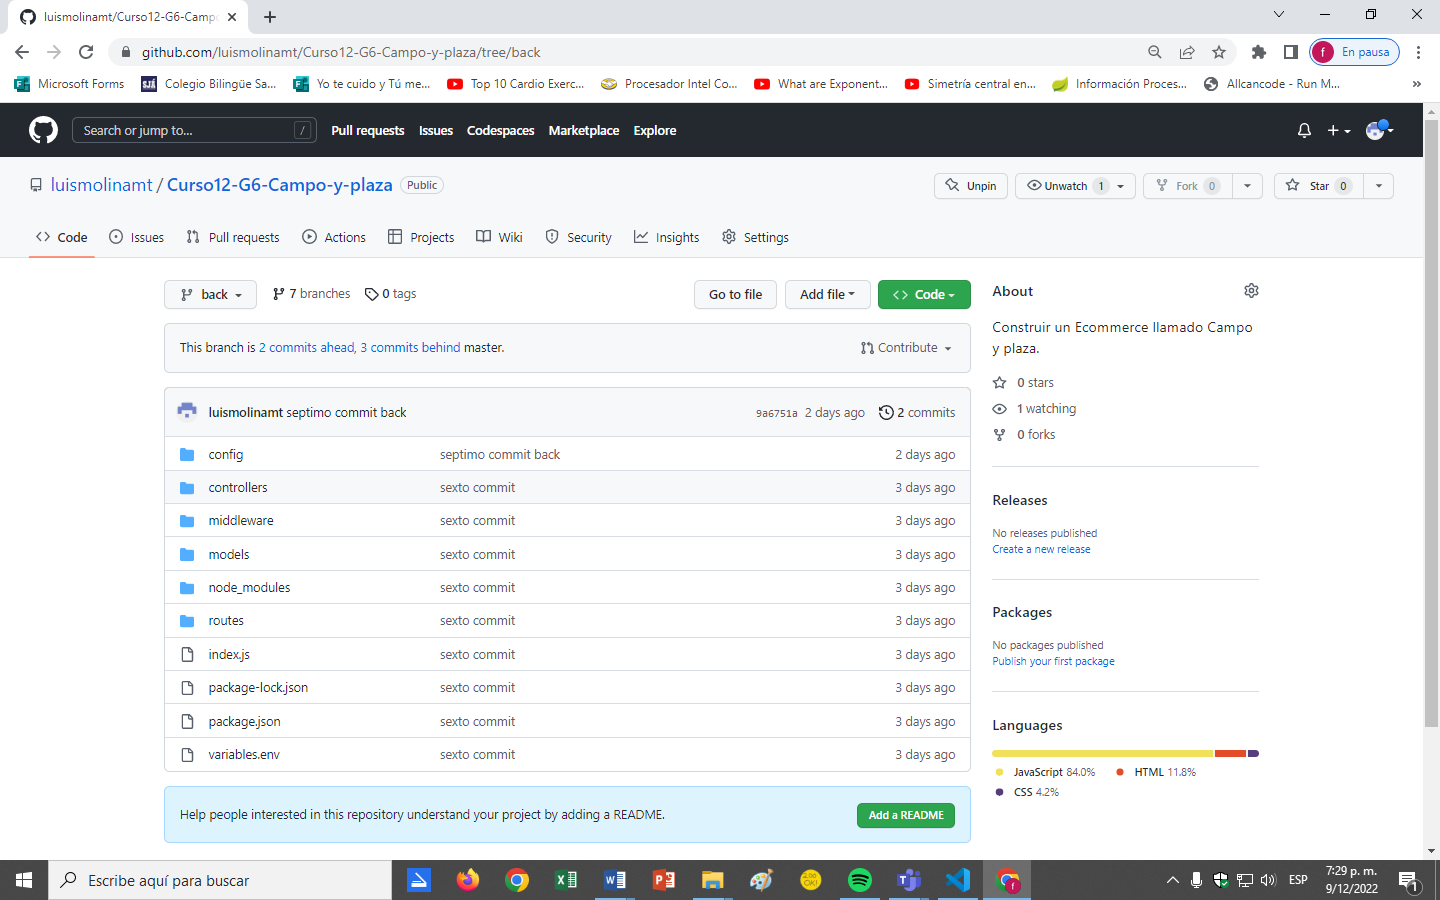 luismolinamt/Curso12-G6-Campo
github.com/luismolinamt/Curso12-G6-Campo-y-plaza/tree/back
f En pausa
Microsoft Forms
Colegio Bilingüe Sa...
Yo te cuido y Tú me...
Top 10 Cardio Exerc...
Procesador Intel Co...
What are Exponent...
Simetría central en...
Información Proces...
Allcancode - Run M...
»
Search or jump to... /
Pull requests Issues Codespaces Marketplace Explore
luismolinamt / Curso12-G6-Campo-y-plaza Public
Unpin Unwatch 1 Fork 0 Star 0
Code Issues Pull requests Actions Projects Wiki Security Insights Settings
back 7 branches 0 tags
Go to file Add file Code
This branch is 2 commits ahead, 3 commits behind master.
Contribute
luismolinamt septimo commit back 9a6751a 2 days ago 2 commits
config septimo commit back 2 days ago
controllers sexto commit 3 days ago
middleware sexto commit 3 days ago
models sexto commit 3 days ago
node_modules sexto commit 3 days ago
routes sexto commit 3 days ago
index.js sexto commit 3 days ago
package-lock.json sexto commit 3 days ago
package.json sexto commit 3 days ago
variables.env sexto commit 3 days ago
Help people interested in this repository understand your project by adding a README.
Add a README
About
Construir un Ecommerce llamado Campo
y plaza.
0 stars
1 watching
0 forks
Releases
No releases published
Create a new release
Packages
No packages published
Publish your first package
Languages
JavaScript 84.0% HTML 11.8%
CSS 4.2%
Escribe aquí para buscar
ESP
7:29 p. m.
9/12/2022
1